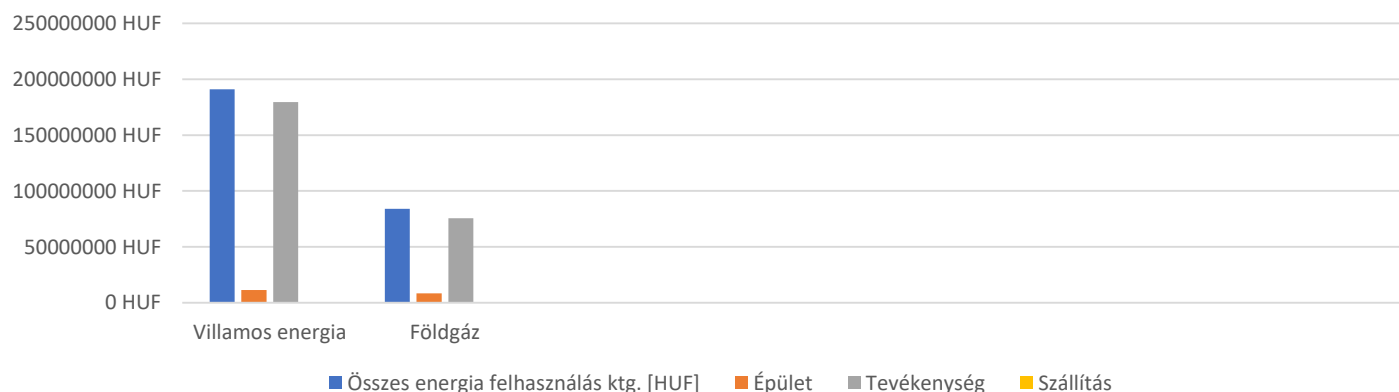 250000000 HUF
200000000 HUF
150000000 HUF
100000000 HUF
50000000 HUF
0 HUF
Villamos energia Földgáz
Összes energia felhasználás ktg. [HUF] Épület Tevékenység Szállítás